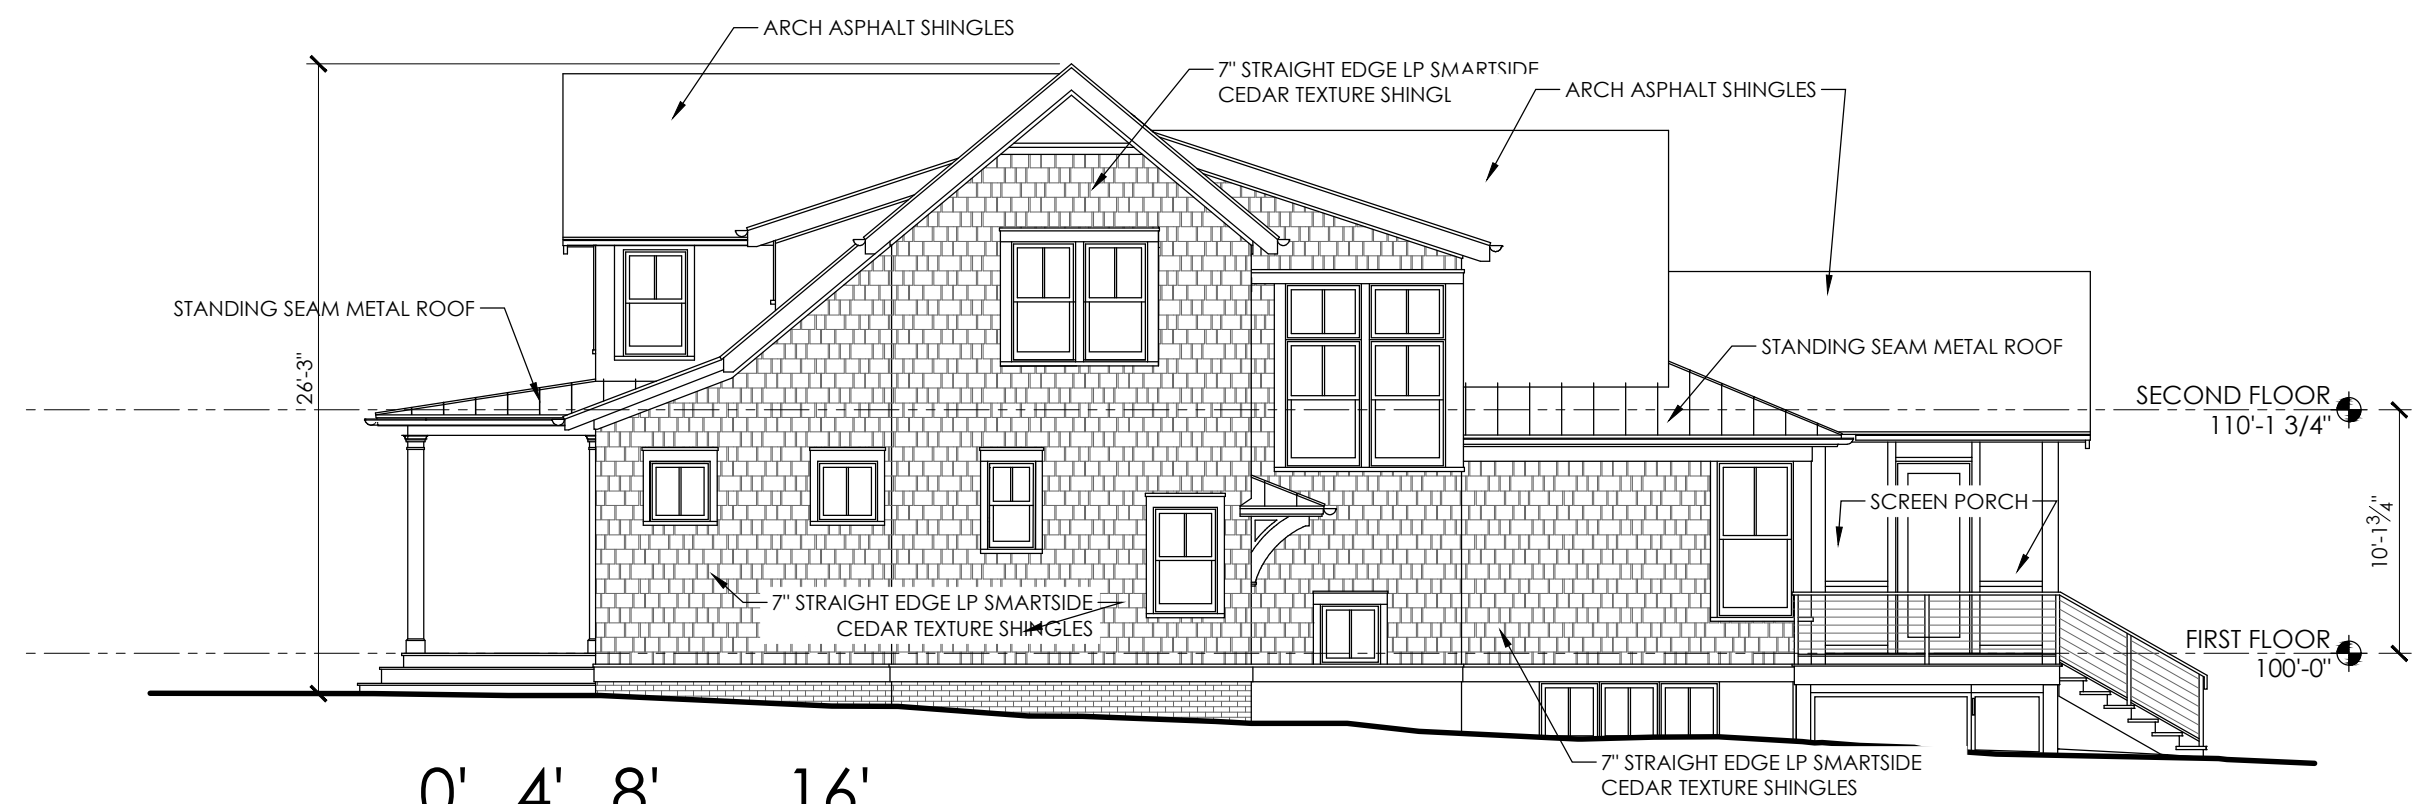 ARCH ASPHALT SHINGLES
7" STRAIGHT EDGE LP SMARTSIDE
CEDAR TEXTURE SHINGL
ARCH ASPHALT SHINGLES
STANDING SEAM METAL ROOF
26'-3"
STANDING SEAM METAL ROOF
SECOND FLOOR
110'-1 3/4"
SCREEN PORCH
10'-1 3/4"
7" STRAIGHT EDGE LP SMARTSIDE
CEDAR TEXTURE SHINGLES
FIRST FLOOR
100'-0"
7" STRAIGHT EDGE LP SMARTSIDE
CEDAR TEXTURE SHINGLES
0' 4' 8' 16'